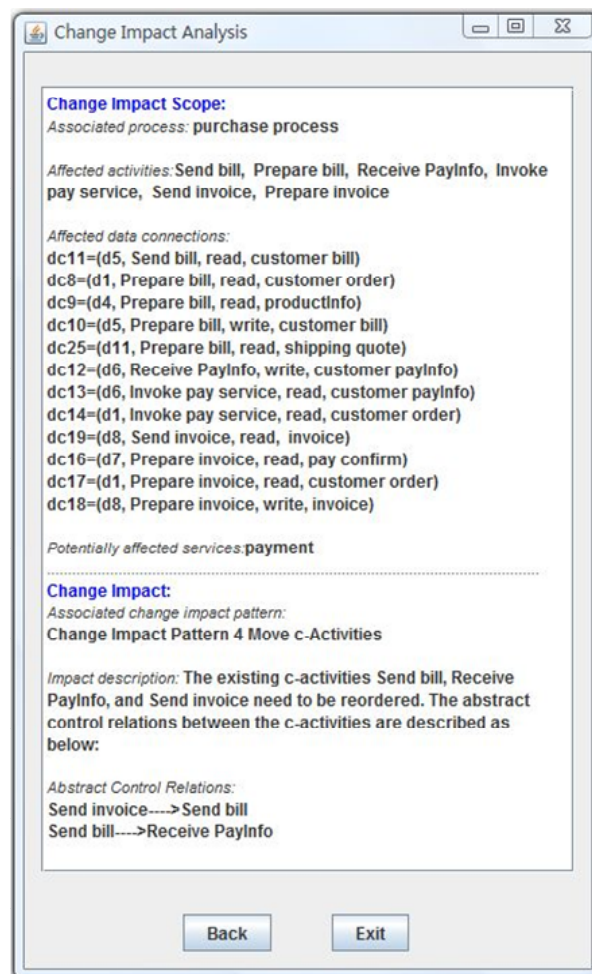 Change Impact Analysis
Change Impact Scope:
Associated process: purchase process
Affected activities:Send bill, Prepare bill, Receive PayInfo, Invoke
pay service, Send invoice, Prepare invoice
Affected data connections:
dc11=(d5, Send bill, read, customer bill)
dc8=(d1, Prepare bill, read, customer order)
dc9=(d4, Prepare bill, read, productInfo)
dc10=(d5, Prepare bill, write, customer bill)
dc25=(d11, Prepare bill, read, shipping quote)
dc12=(d6, Receive PayInfo, write, customer payInfo)
dc13=(d6, Invoke pay service, read, customer payInfo)
dc14=(d1, Invoke pay service, read, customer order)
dc19=(d8, Send invoice, read, invoice)
dc16=(d7, Prepare invoice, read, pay confirm)
dc17=(d1, Prepare invoice, read, customer order)
dc18=(d8, Prepare invoice, write, invoice)
Potentially affected services:payment
Change Impact:
Associated change impact pattern:
Change Impact Pattern 4 Move c-Activities
Impact description: The existing c-activities Send bill, Receive
PayInfo, and Send invoice need to be reordered. The abstract
control relations between the c-activities are described as
below:
Abstract Control Relations:
Send invoice---->Send bill
Send bill---->Receive PayInfo
Back Exit